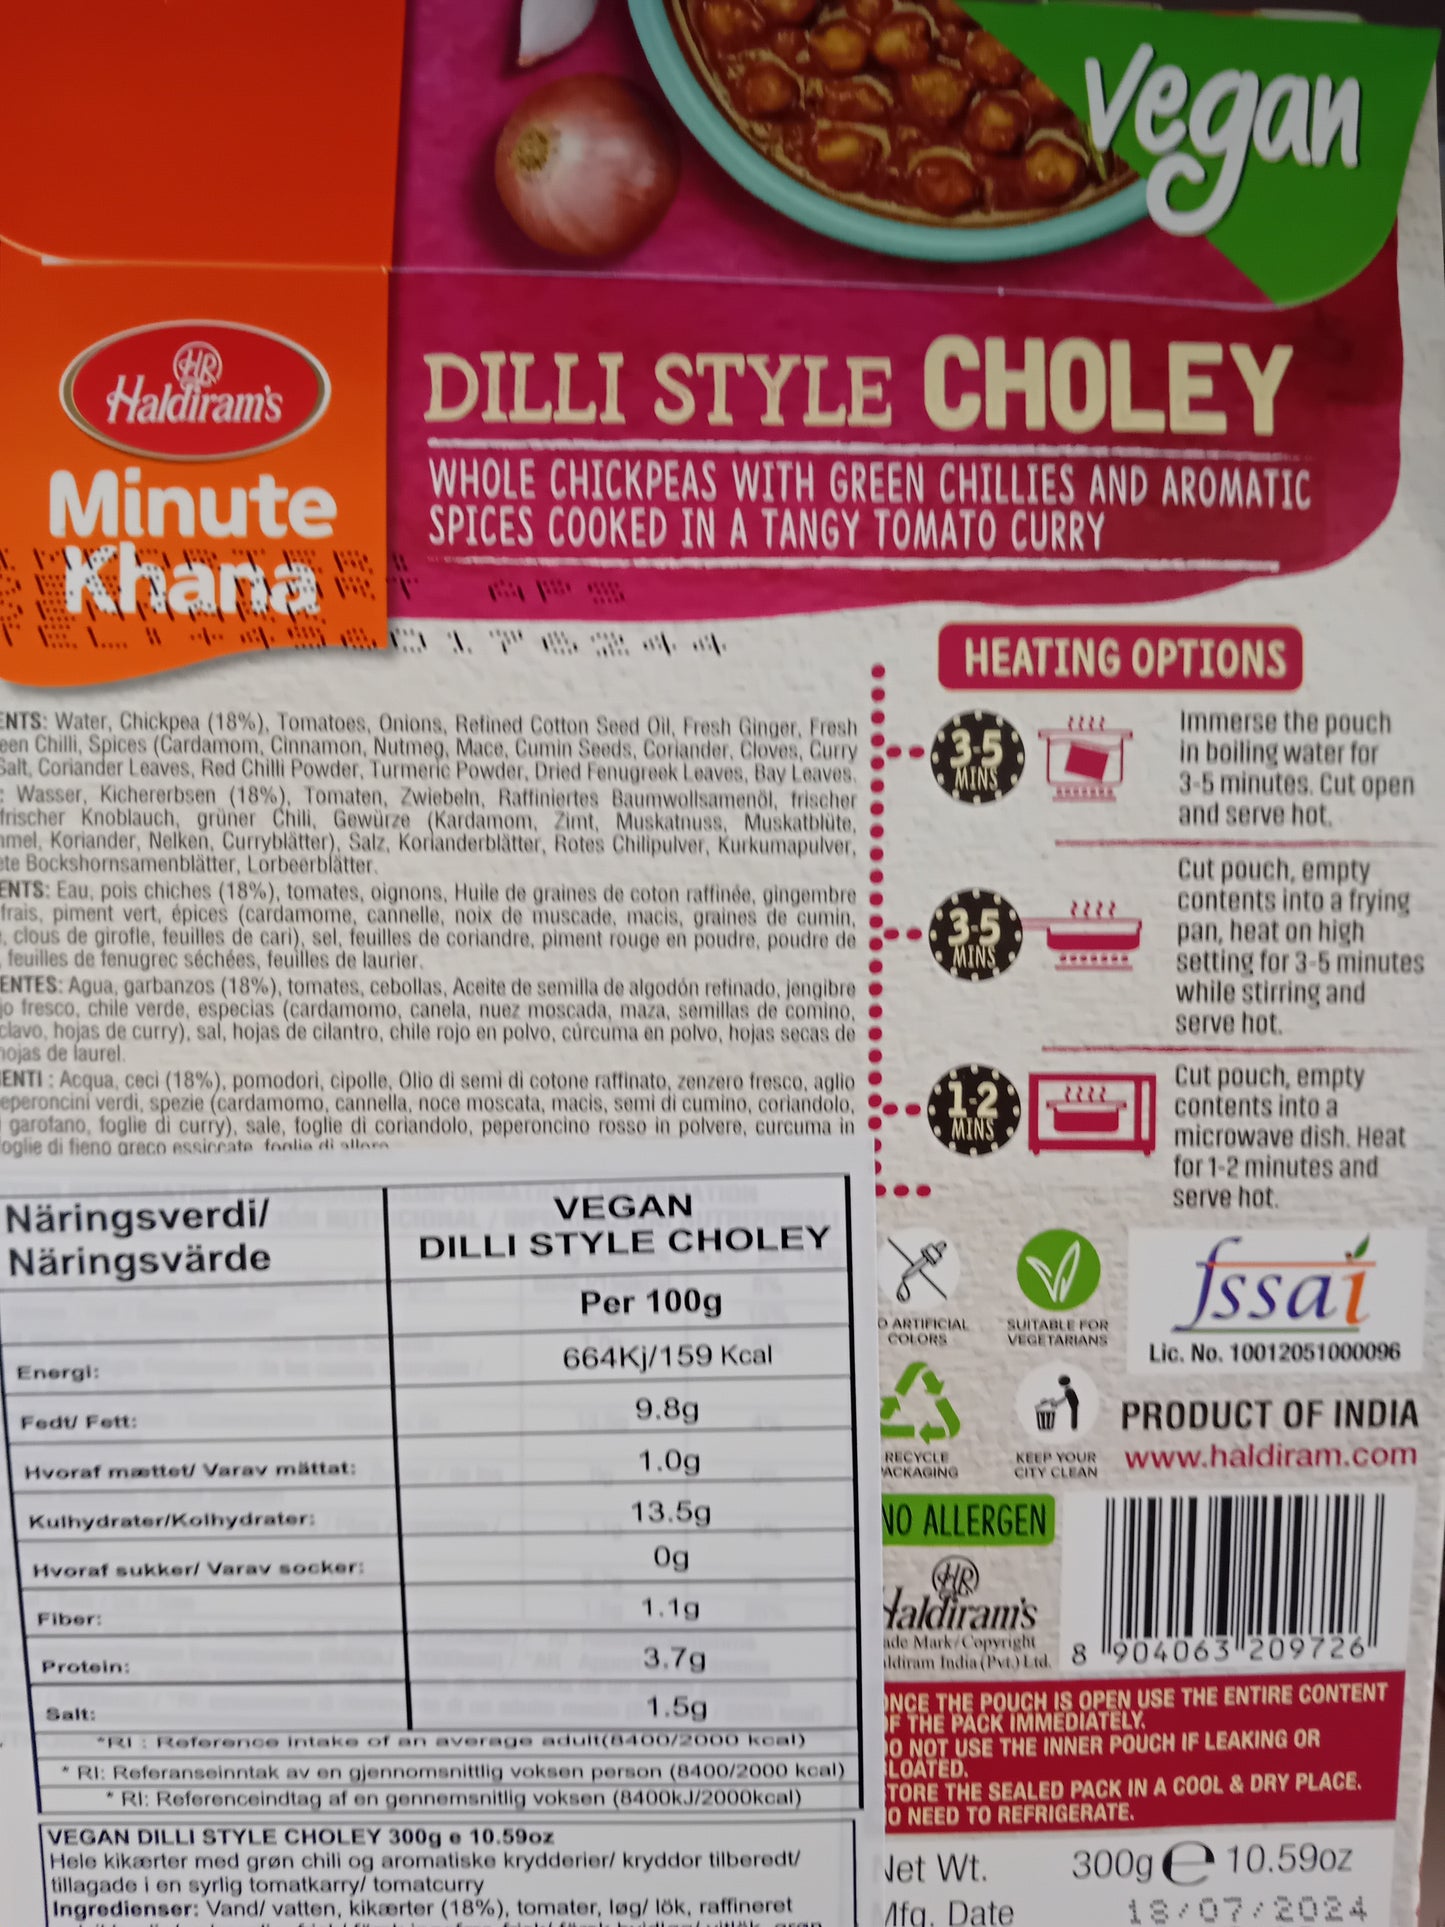 vegan
HR
Haldiram's
Minute
Khana
DILLI STYLE CHOLEY
WHOLE CHICKPEAS WITH GREEN CHILLIES AND AROMATIC
SPICES COOKED IN A TANGY TOMATO CURRY
ENTS: Water, Chickpea (18%), Tomatoes, Onions, Refined Cotton Seed Oil, Fresh Ginger, Fresh
een Chilli, Spices (Cardamom, Cinnamon, Nutmeg, Mace, Cumin Seeds, Coriander, Cloves, Curry
Salt, Coriander Leaves, Red Chilli Powder, Turmeric Powder, Dried Fenugreek Leaves, Bay Leaves.
: Wasser, Kichererbsen (18%), Tomaten, Zwiebeln, Raffiniertes Baumwollsamenöl, frischer
frischer Knoblauch, grüner Chili, Gewürze (Kardamom, Zimt, Muskatnuss, Muskatblüte,
mel, Koriander, Nelken, Curryblätter), Salz, Korianderblätter, Rotes Chilipulver, Kurkumapulver,
ete Bockshornsamenblätter, Lorbeerblätter.
ENTS: Eau, pois chiches (18%), tomates, oignons, Huile de graines de coton raffinée, gingembre
frais, piment vert, épices (cardamome, cannelle, noix de muscade, macis, graines de cumin,
, clous de girofle, feuilles de cari), sel, feuilles de coriandre, piment rouge en poudre, poudre de
, feuilles de fenugrec séchées, feuilles de laurier.
ENTES: Agua, garbanzos (18%), tomates, cebollas, Aceite de semilla de algodón refinado, jengibre
jo fresco, chile verde, especias (cardamomo, canela, nuez moscada, maza, semillas de comino,
clavo, hojas de curry), sal, hojas de cilantro, chile rojo en polvo, cúrcuma en polvo, hojas secas de
hojas de laurel.
ENTI : Acqua, ceci (18%), pomodori, cipolle, Olio di semi di cotone raffinato, zenzero fresco, aglio
eperoncini verdi, spezie (cardamomo, cannella, noce moscata, macis, semi di cumino, coriandolo,
garofano, foglie di curry), sale, foglie di coriandolo, peperoncino rosso in polvere, curcuma in
oglie di fieno greco essiccate, foglie di alloro
HEATING OPTIONS
3-5
MINS
Immerse the pouch
in boiling water for
3-5 minutes. Cut open
and serve hot.
3-5
MINS
Cut pouch, empty
contents into a frying
pan, heat on high
setting for 3-5 minutes
while stirring and
serve hot.
1-2
MINS
Cut pouch, empty
contents into a
microwave dish. Heat
for 1-2 minutes and
serve hot.
Näringsverdi/
Näringsvärde
VEGAN
DILLI STYLE CHOLEY
Per 100g
Energi: 664Kj/159 Kcal
Fedt/ Fett: 9.8g
Hvoraf mættet/ Varav mättat: 1.0g
Kulhydrater/Kolhydrater: 13.5g
Hvoraf sukker/ Varav socker: 0g
Fiber: 1.1g
Protein: 3.7g
Salt: 1.5g
*RI : Reference intake of an average adult(8400/2000 kcal)
* RI: Referanseinntak av en gjennomsnittlig voksen person (8400/2000 kcal)
* RI: Referenceindtag af en gennemsnitlig voksen (8400kJ/2000kcal)
VEGAN DILLI STYLE CHOLEY 300g e 10.59oz
Hele kikærter med grøn chili og aromatiske krydderier/ kryddor tilberedt/
tillagade i en syrlig tomatkarry/ tomatcurry
Ingredienser: Vand/ vatten, kikærter (18%), tomater, løg/ lök, raffineret
O ARTIFICIAL
COLORS
SUITABLE FOR
VEGETARIANS
fssai
Lic. No. 10012051000096
RECYCLE
PACKAGING
KEEP YOUR
CITY CLEAN
PRODUCT OF INDIA
www.haldiram.com
NO ALLERGEN
HR
Haldiram's
ade Mark/Copyright
aldiram India (Pvt.) Ltd.
8 904063 209726
ONCE THE POUCH IS OPEN USE THE ENTIRE CONTENT
OF THE PACK IMMEDIATELY.
DO NOT USE THE INNER POUCH IF LEAKING OR
BLOATED.
STORE THE SEALED PACK IN A COOL & DRY PLACE.
NO NEED TO REFRIGERATE.
Net Wt. 300g e 10.59oz
Mfg. Date 18/07/2024